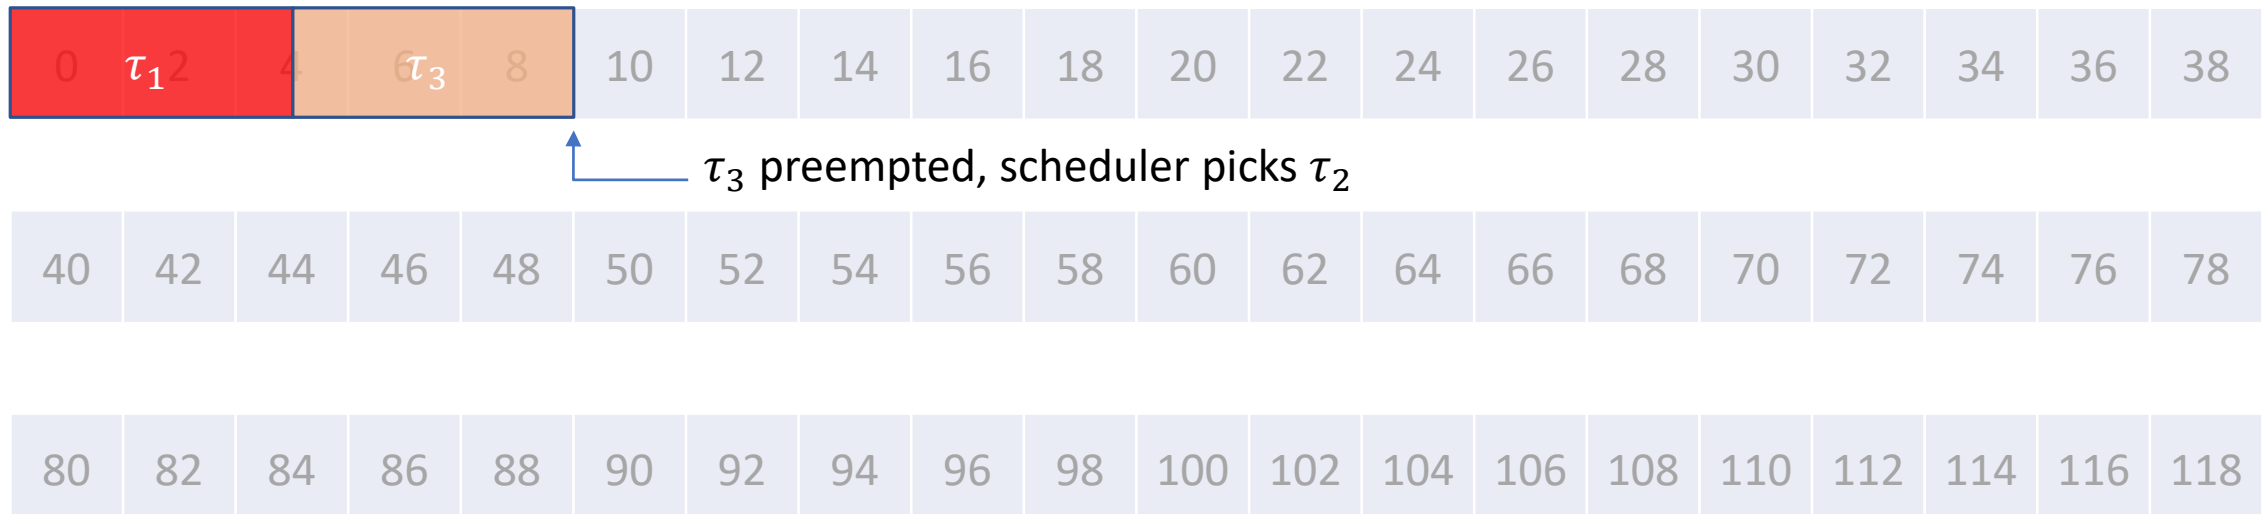 0 τ₁ 2 4 6 τ₃ 8 10 12 14 16 18 20 22 24 26 28 30 32 34 36 38
τ₃ preempted, scheduler picks τ₂
40 42 44 46 48 50 52 54 56 58 60 62 64 66 68 70 72 74 76 78
80 82 84 86 88 90 92 94 96 98 100 102 104 106 108 110 112 114 116 118